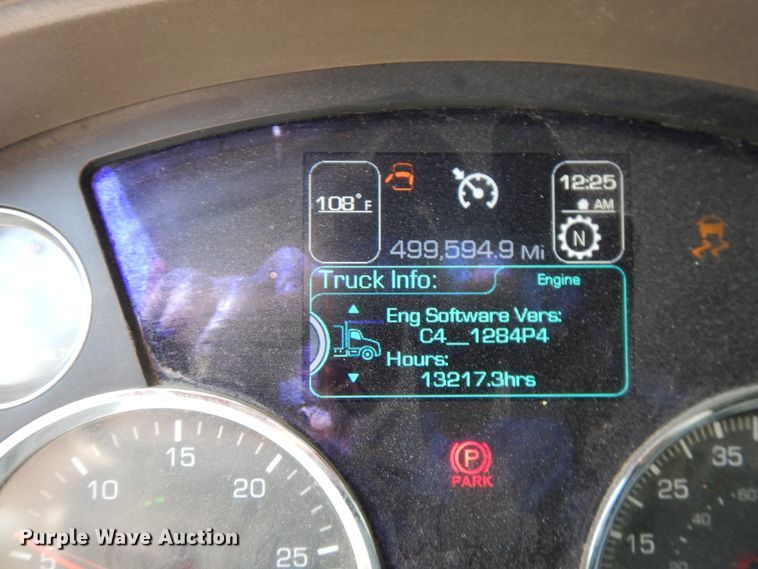 108° F
12:25
AM
N
499,594.9 Mi
Truck Info:
Engine
Eng Software Vers:
C4__1284P4
Hours:
13217.3hrs
P
PARK
5
10
15
20
25
15
25
35
Purple Wave Auction